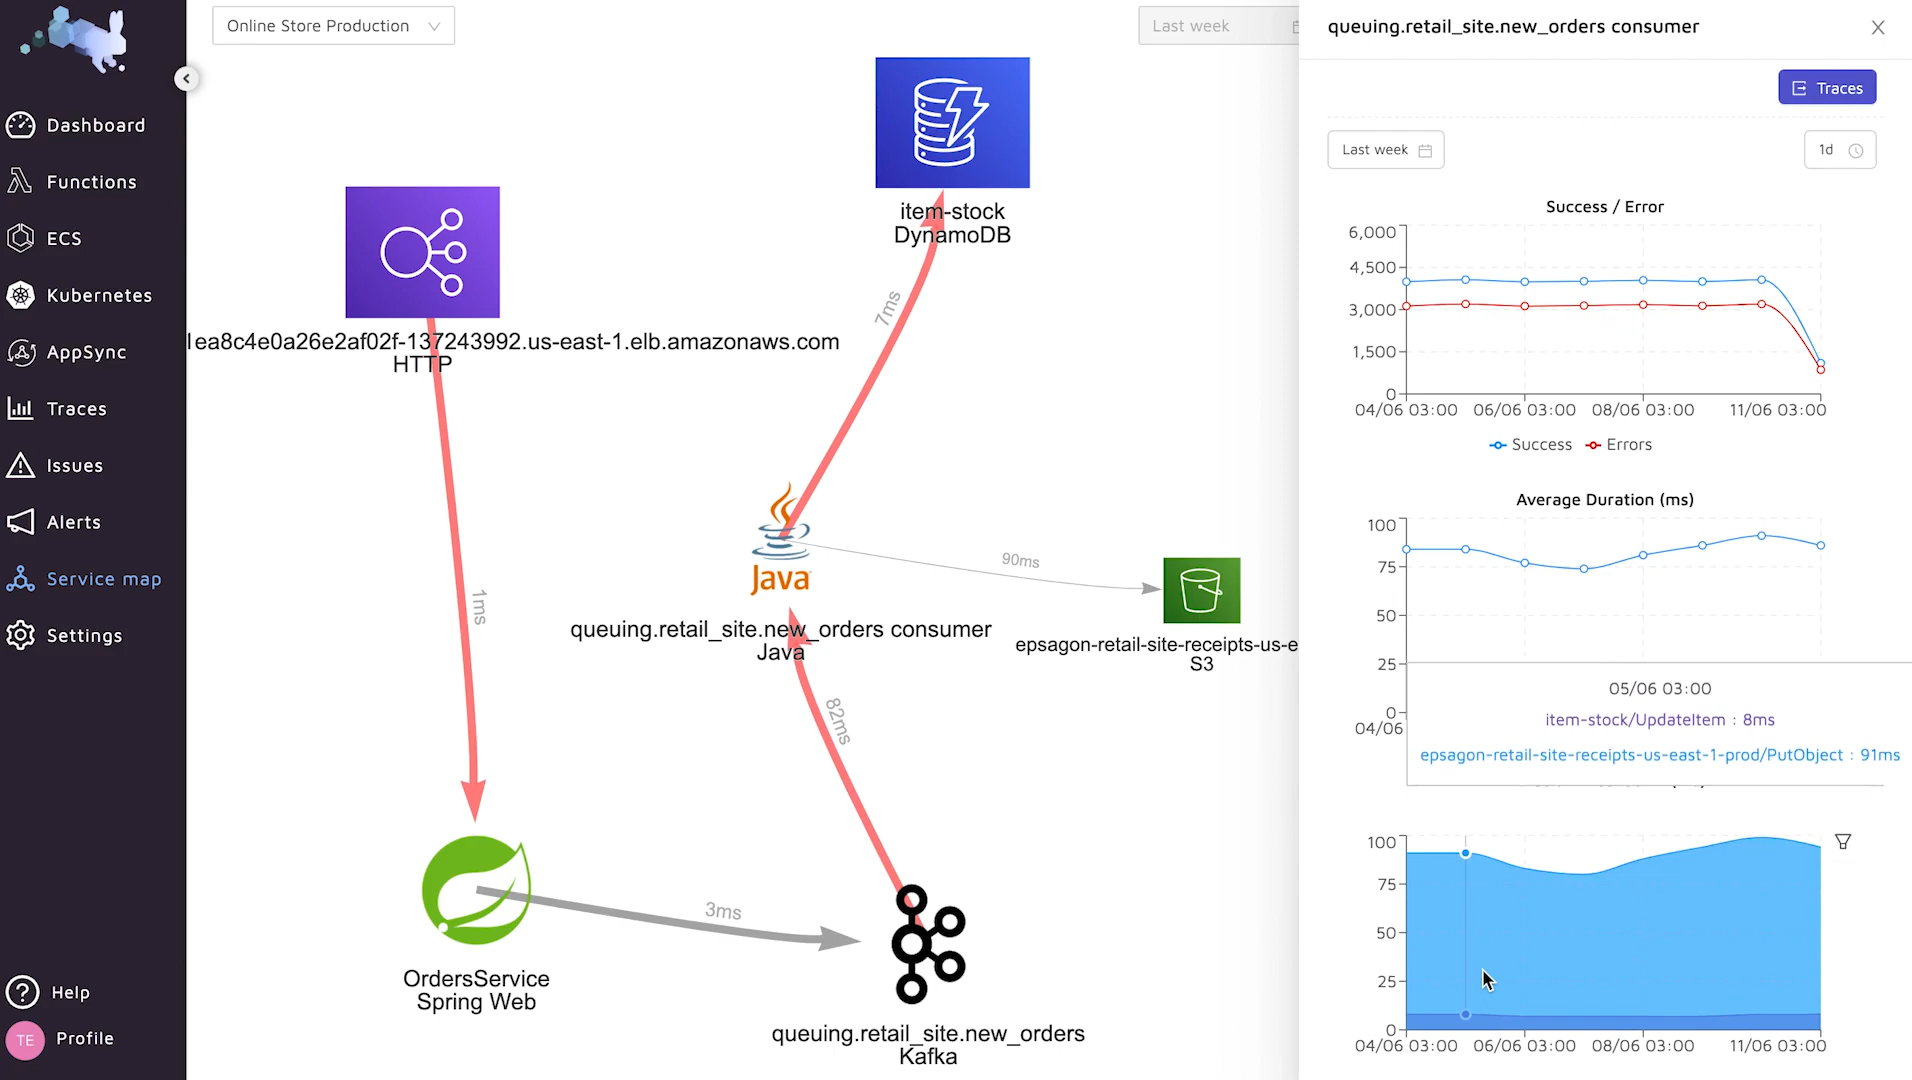 Dashboard
Functions
ECS
Kubernetes
AppSync
Traces
Issues
Alerts
Service map
Settings
Help
TE
Profile
Online Store Production
Last week
item-stock
DynamoDB
1ea8c4e0a26e2af02f-137243992.us-east-1.elb.amazonaws.com
HTTP
7ms
Java
90ms
1ms
queuing.retail_site.new_orders consumer
Java
epsagon-retail-site-receipts-us-e
S3
82ms
3ms
OrdersService
Spring Web
queuing.retail_site.new_orders
Kafka
queuing.retail_site.new_orders consumer
Traces
Last week
1d
Success / Error
6,000
4,500
3,000
1,500
0
04/06 03:00 06/06 03:00 08/06 03:00 11/06 03:00
Success Errors
Average Duration (ms)
100
75
50
25
0
04/06
05/06 03:00
item-stock/UpdateItem : 8ms
epsagon-retail-site-receipts-us-east-1-prod/PutObject : 91ms
100
75
50
25
0
04/06 03:00 06/06 03:00 08/06 03:00 11/06 03:00